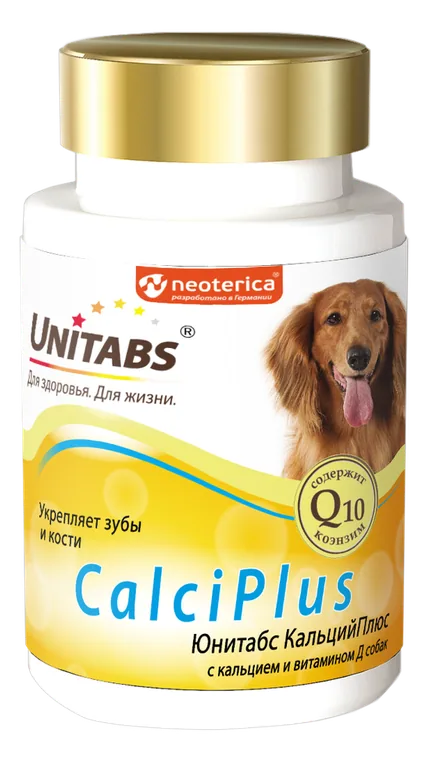 neoterica
разработано в Германии
UNiTABS®
Для здоровья. Для жизни.
содержит
Q10
коэнзим
Укрепляет зубы
и кости
CalciPlus
Юнитабс КальцийПлюс
с кальцием и витамином Д собак